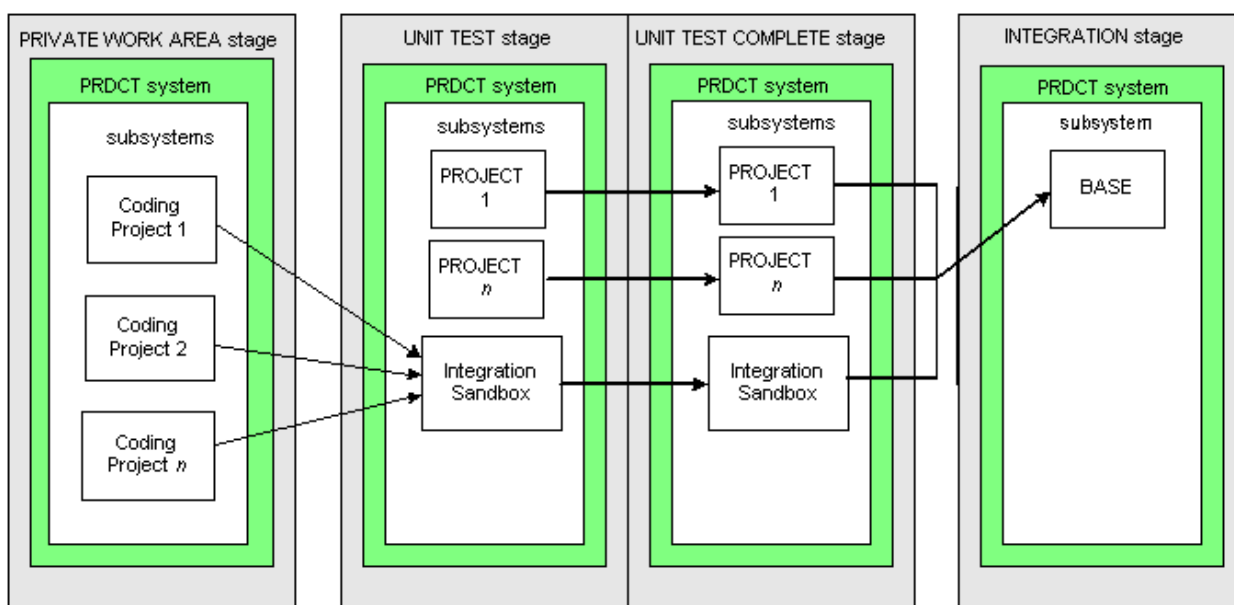 PRIVATE WORK AREA stage
PRDCT system
subsystems
Coding
Project 1
Coding
Project 2
Coding
Project n
UNIT TEST stage
PRDCT system
subsystems
PROJECT
1
PROJECT
n
Integration
Sandbox
UNIT TEST COMPLETE stage
PRDCT system
subsystems
PROJECT
1
PROJECT
n
Integration
Sandbox
INTEGRATION stage
PRDCT system
subsystem
BASE